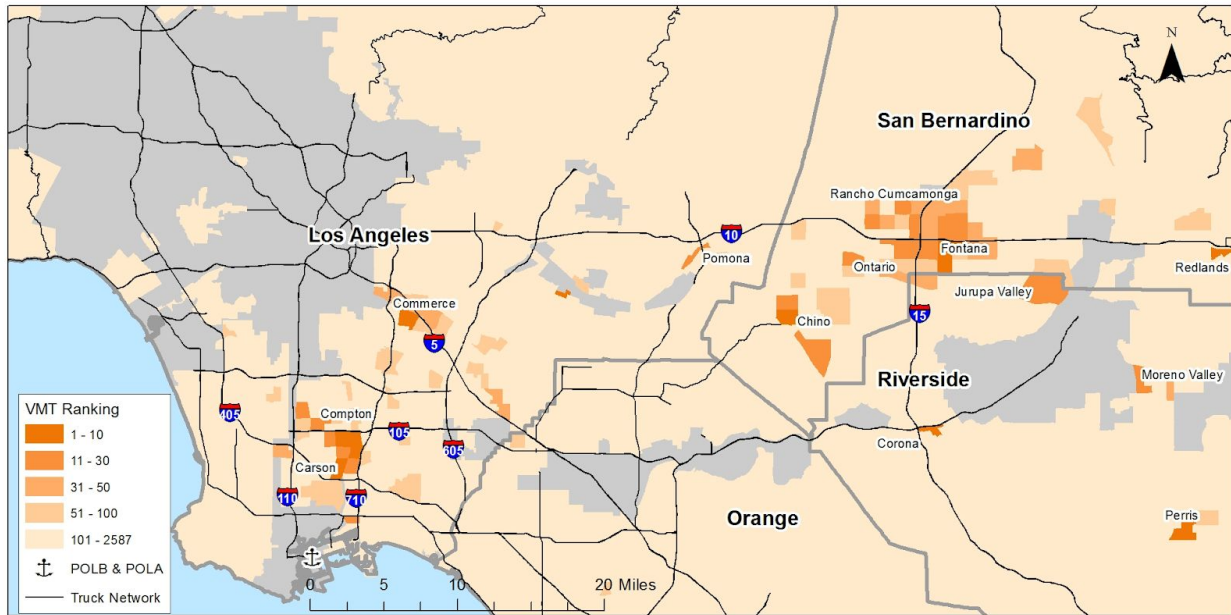 N
San Bernardino
Rancho Cumcamonga
Los Angeles
10
Pomona
Fontana
Ontario
Redlands
Jurupa Valley
Commerce
Chino
15
5
Riverside
Moreno Valley
VMT Ranking
1 - 10
11 - 30
31 - 50
51 - 100
101 - 2587
POLB & POLA
Truck Network
405
Compton
105
605
Corona
Carson
110
710
Orange
Perris
0 5 10 20 Miles